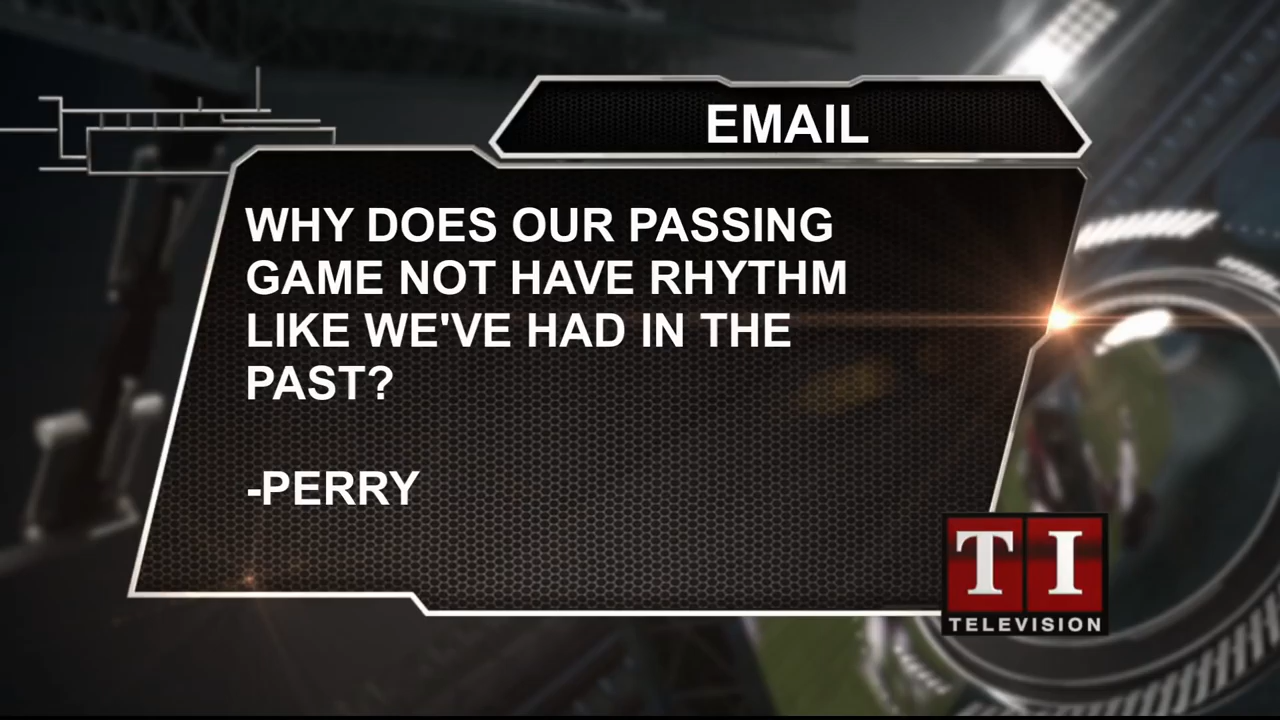 EMAIL
WHY DOES OUR PASSING
GAME NOT HAVE RHYTHM
LIKE WE'VE HAD IN THE
PAST?
-PERRY
TI
TELEVISION